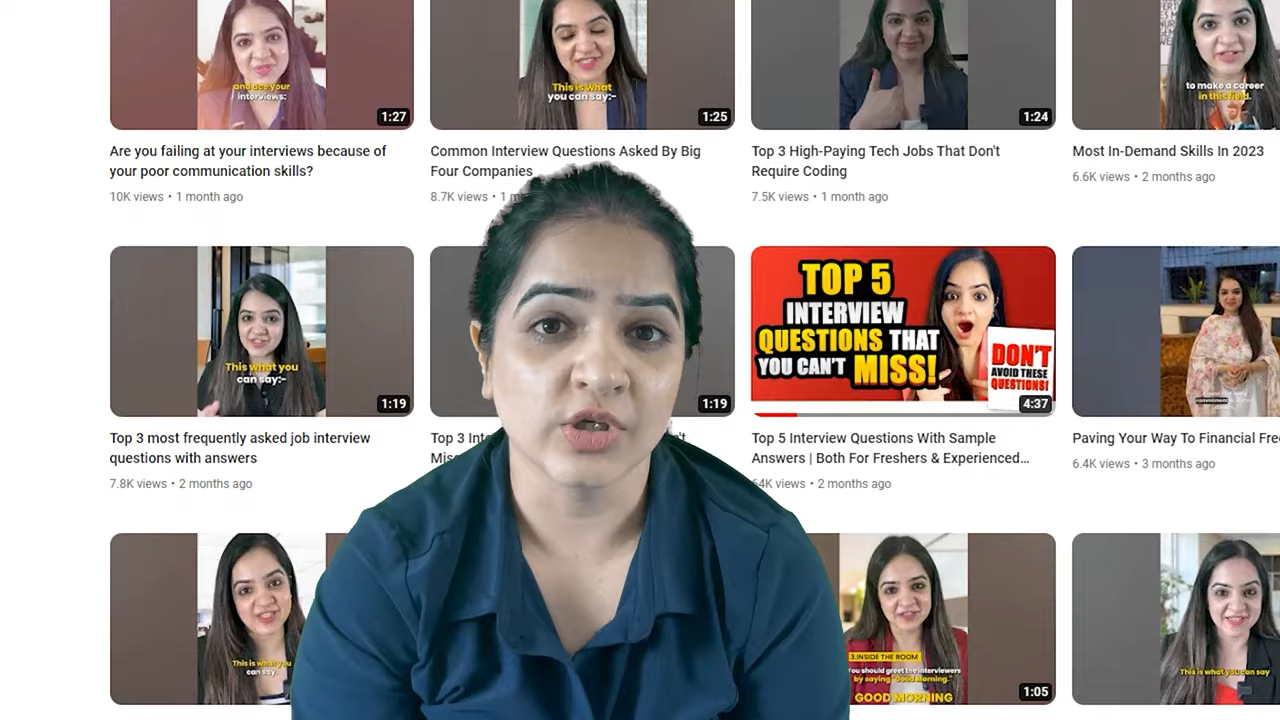 and ace your
interviews:
1:27
This is what
you can say:-
1:25
1:24
to make a career
in this field.
Are you failing at your interviews because of
your poor communication skills?
10K views • 1 month ago
Common Interview Questions Asked By Big
Four Companies
8.7K views • 1 m
Top 3 High-Paying Tech Jobs That Don't
Require Coding
7.5K views • 1 month ago
Most In-Demand Skills In 2023
6.6K views • 2 months ago
This what you
can say:-
1:19
1:19
TOP 5
INTERVIEW
QUESTIONS THAT
YOU CAN'T MISS!
DON'T
AVOID THESE
QUESTIONS!
4:37
Top 3 most frequently asked job interview
questions with answers
7.8K views • 2 months ago
Top 3 Int
Top 5 Interview Questions With Sample
Answers | Both For Freshers & Experienced...
64K views • 2 months ago
Paving Your Way To Financial Fre
6.4K views • 3 months ago
This is what you
can say.
3.INSIDE THE ROOM
You should greet the interviewers
by saying "Good Morning."
GOOD MORNING
1:05
This is what you can say